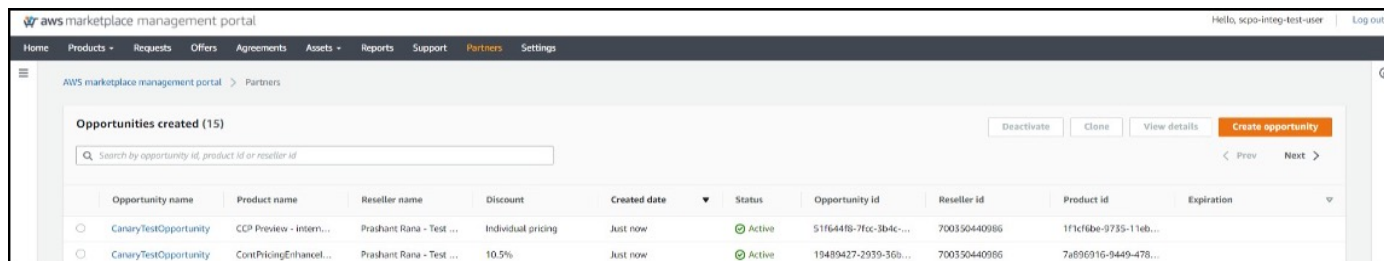 aws marketplace management portal
Hello, scpo-integ-test-user Log out
Home Products Requests Offers Agreements Assets Reports Support Partners Settings
AWS marketplace management portal > Partners
Opportunities created (15)
Deactivate Clone View details Create opportunity
Search by opportunity id, product id or reseller id
< Prev Next >
Opportunity name Product name Reseller name Discount Created date Status Opportunity id Reseller id Product id Expiration
CanaryTestOpportunity CCP Preview - intern... Prashant Rana - Test ... Individual pricing Just now Active 51f644f8-7fcc-3b4c-... 700350440986 1f1cf6be-9735-11eb...
CanaryTestOpportunity ContPricingEnhancel... Prashant Rana - Test ... 10.5% Just now Active 19489427-2939-36b... 700350440986 7a896916-9449-478...